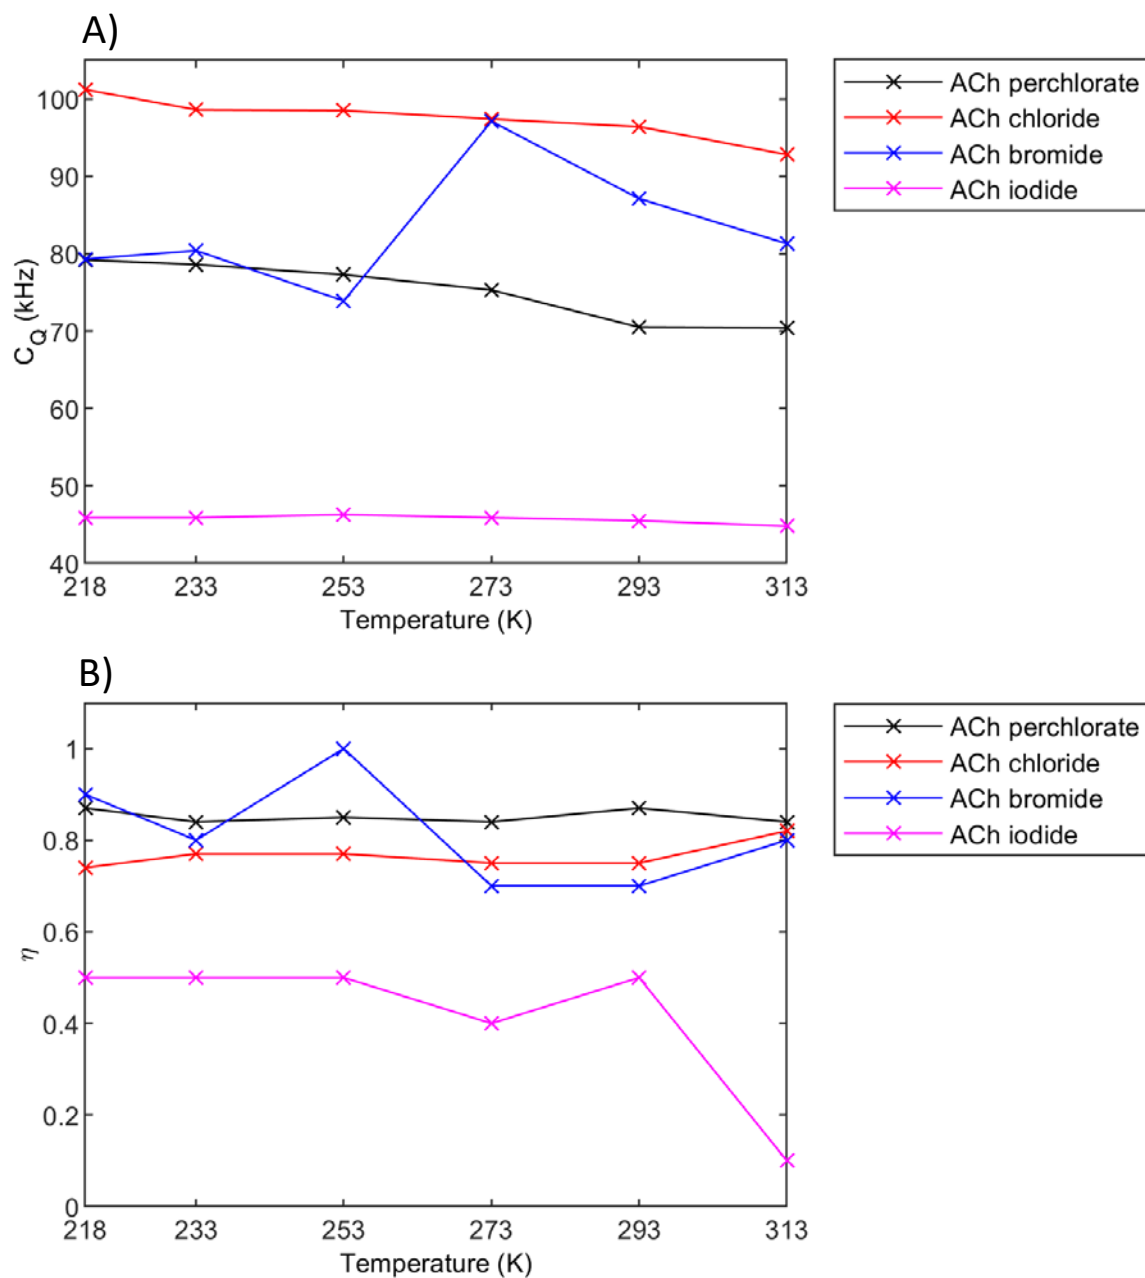 A)
100
90
80
70
60
50
40
C_Q (kHz)
218 233 253 273 293 313
Temperature (K)
ACh perchlorate
ACh chloride
ACh bromide
ACh iodide
B)
1
0.8
0.6
0.4
0.2
0
η
218 233 253 273 293 313
Temperature (K)
ACh perchlorate
ACh chloride
ACh bromide
ACh iodide